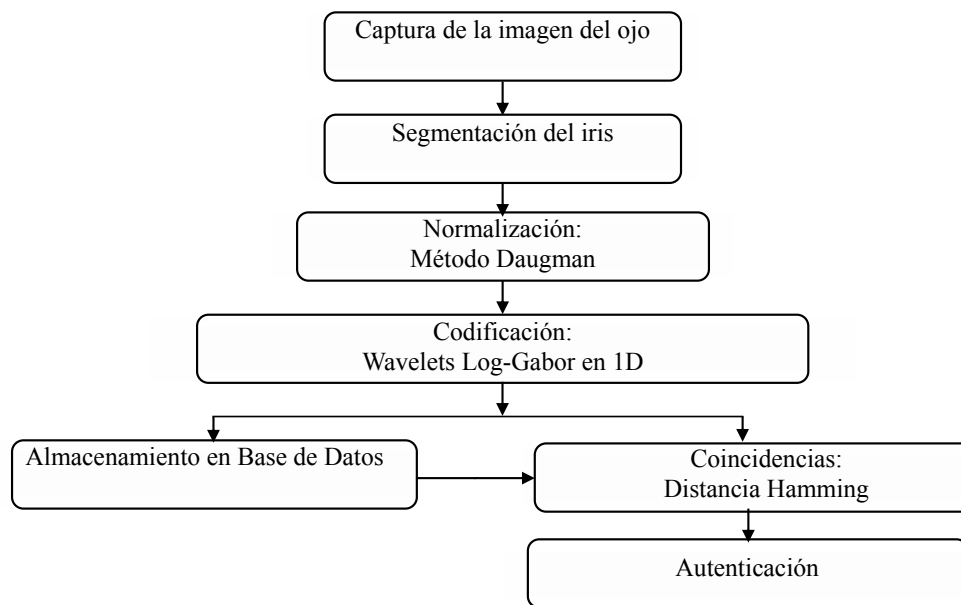 Captura de la imagen del ojo
Segmentación del iris
Normalización:
Método Daugman
Codificación:
Wavelets Log-Gabor en 1D
Almacenamiento en Base de Datos
Coincidencias:
Distancia Hamming
Autenticación